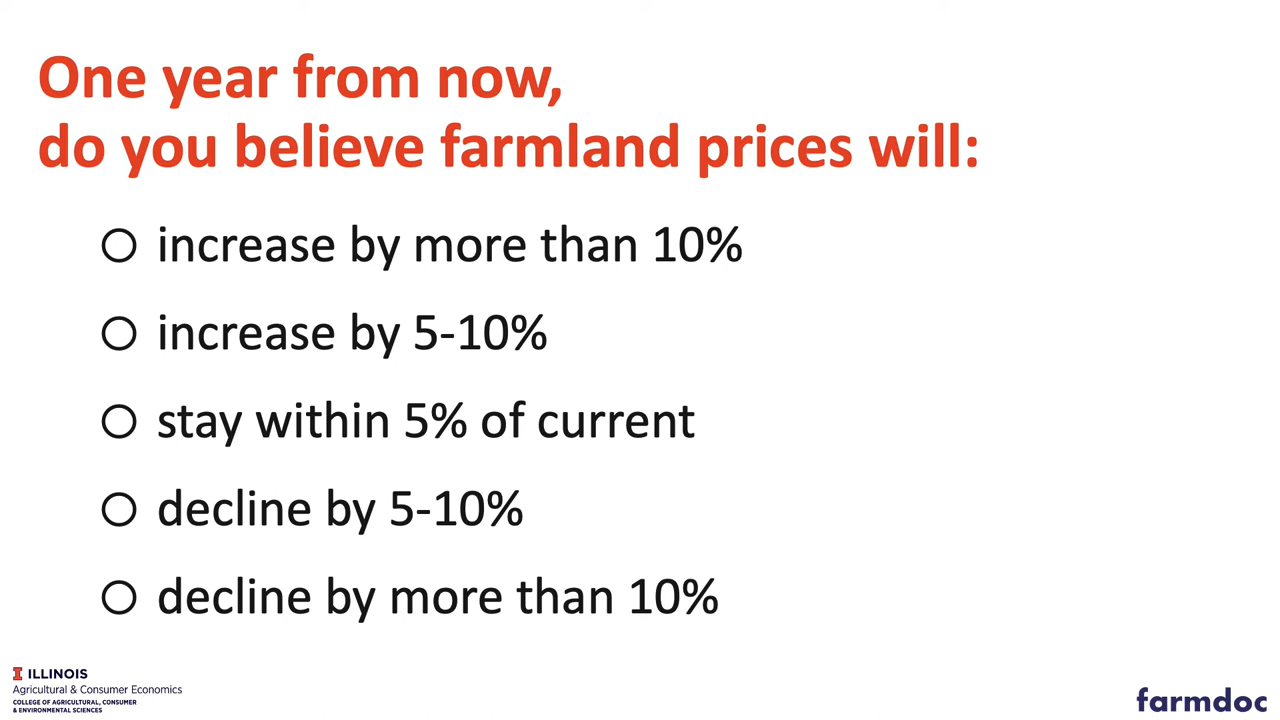 One year from now,
do you believe farmland prices will:
increase by more than 10%
increase by 5-10%
stay within 5% of current
decline by 5-10%
decline by more than 10%
I ILLINOIS
Agricultural & Consumer Economics
COLLEGE OF AGRICULTURAL, CONSUMER
& ENVIRONMENTAL SCIENCES
farmdoc